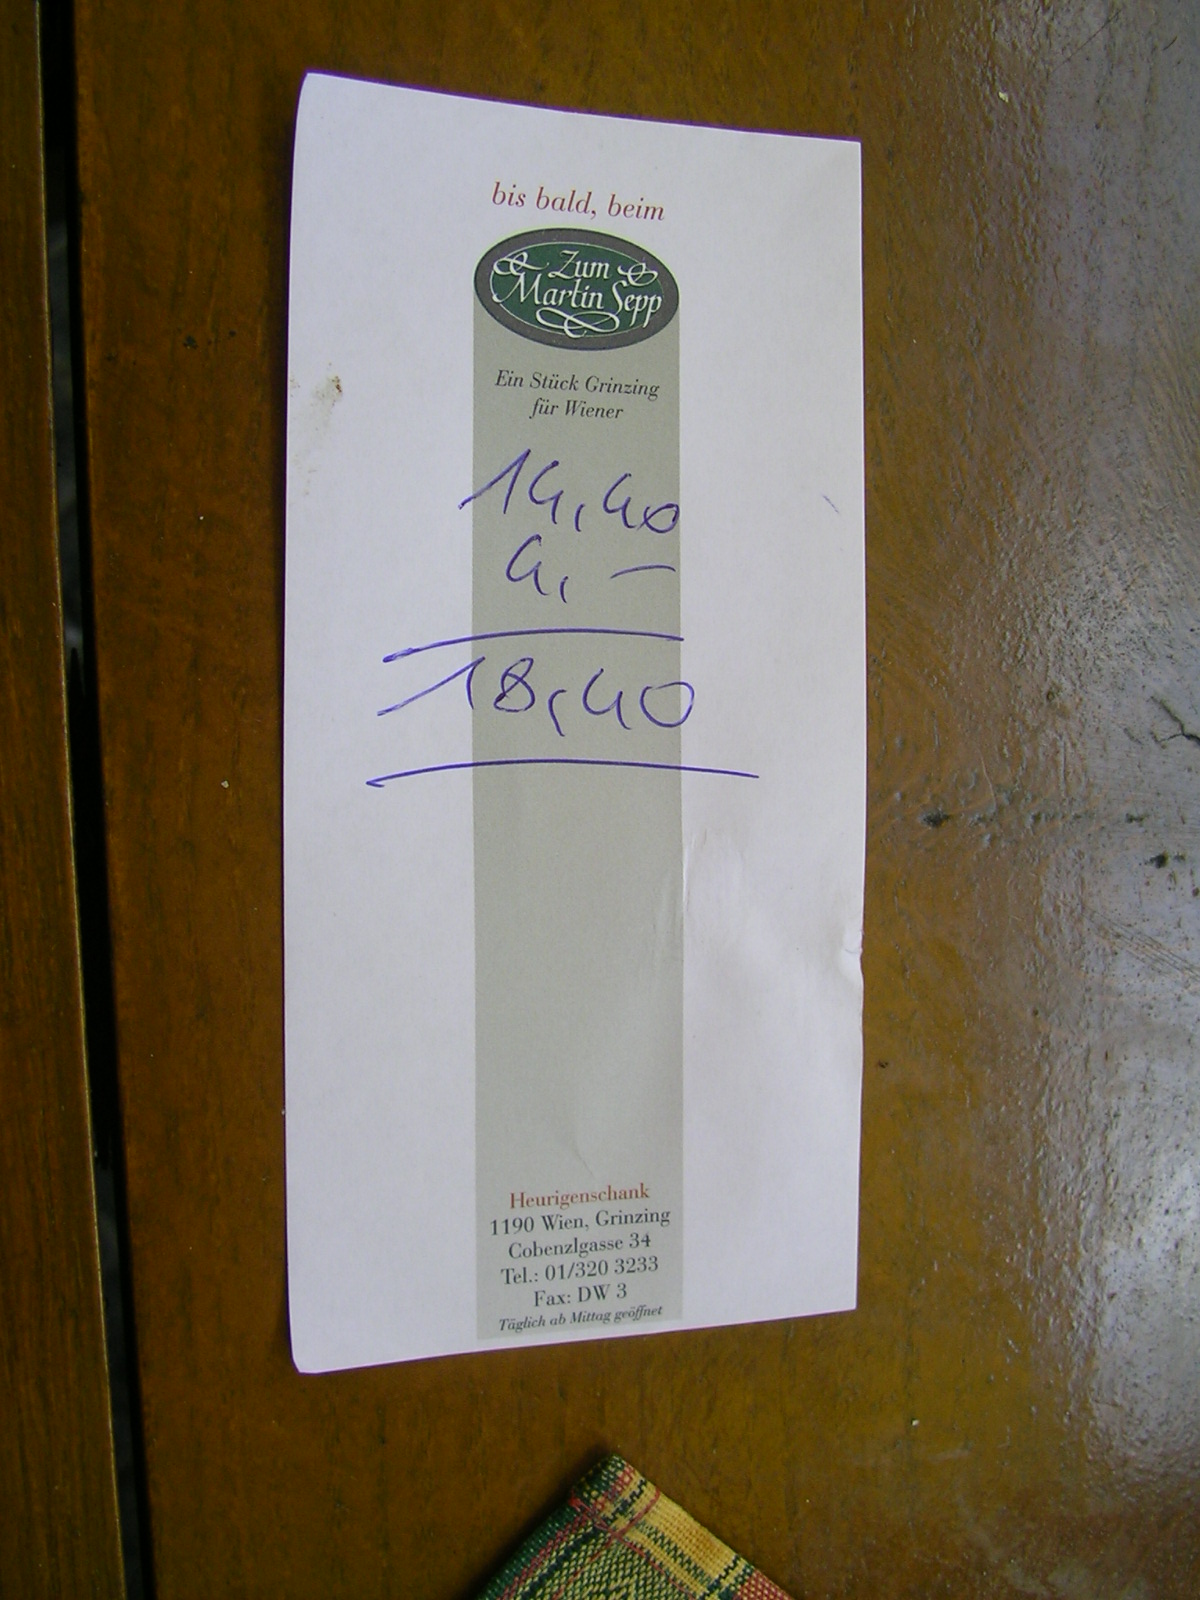 bis bald, beim
Zum
Martin Sepp
Ein Stück Grinzing
für Wiener
14,40
4,–
18,40
Heurigenschank
1190 Wien, Grinzing
Cobenzlgasse 34
Tel.: 01/320 3233
Fax: DW 3
Täglich ab Mittag geöffnet